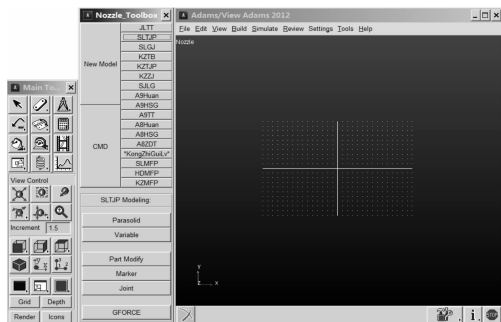 Nozzle_Toolbox
Adams/View Adams 2012
File Edit View Build Simulate Review Settings Tools Help
Nozzle
New Model
JLTT
SLTJP
SLGJ
KZTB
KZTJP
KZZJ
SJLG
A9Huan
CMD
A9HSG
A9TT
A8Huan
A8HSG
A8ZDT
*KongZhiGuiLv*
SLMFP
HDMFP
KZMFP
SLTJP Modeling:
Parasolid
Variable
Part Modify
Marker
Joint
GFORCE
Main To...
View Control
Increment 1.5
Grid Depth
Render Icons
Y
Z X
i
STOP